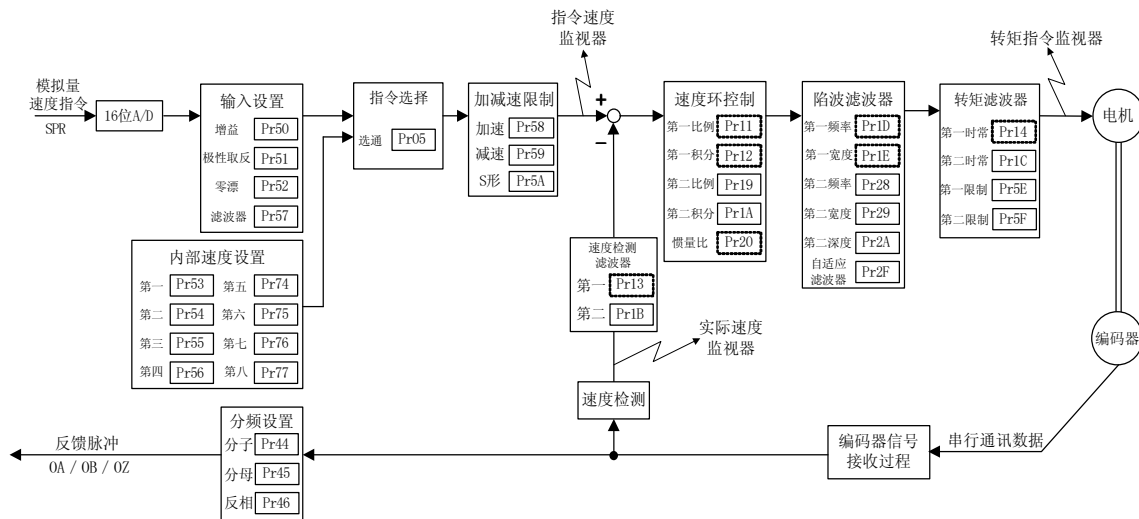 模拟量
速度指令
SPR
16位A/D
输入设置
增益 Pr50
极性取反 Pr51
零漂 Pr52
滤波器 Pr57
指令选择
选通 Pr05
加减速限制
加速 Pr58
减速 Pr59
S形 Pr5A
指令速度
监视器
+
−
速度环控制
第一比例 Pr11
第一积分 Pr12
第二比例 Pr19
第二积分 Pr1A
惯量比 Pr20
陷波滤波器
第一频率 Pr1D
第一宽度 Pr1E
第二频率 Pr28
第二宽度 Pr29
第二深度 Pr2A
自适应
滤波器 Pr2F
转矩指令监视器
转矩滤波器
第一时常 Pr14
第二时常 Pr1C
第一限制 Pr5E
第二限制 Pr5F
电机
内部速度设置
第一 Pr53 第五 Pr74
第二 Pr54 第六 Pr75
第三 Pr55 第七 Pr76
第四 Pr56 第八 Pr77
速度检测
滤波器
第一 Pr13
第二 Pr1B
实际速度
监视器
速度检测
编码器
串行通讯数据
编码器信号
接收过程
分频设置
分子 Pr44
分母 Pr45
反相 Pr46
反馈脉冲
OA / OB / OZ